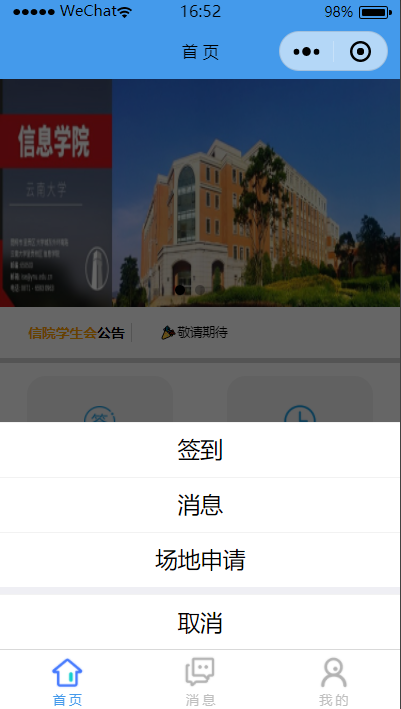 WeChat
16:52
98%
首页
信息学院
云南大学
信院学生会公告
敬请期待
签
签到
消息
场地申请
取消
首页
消息
我的